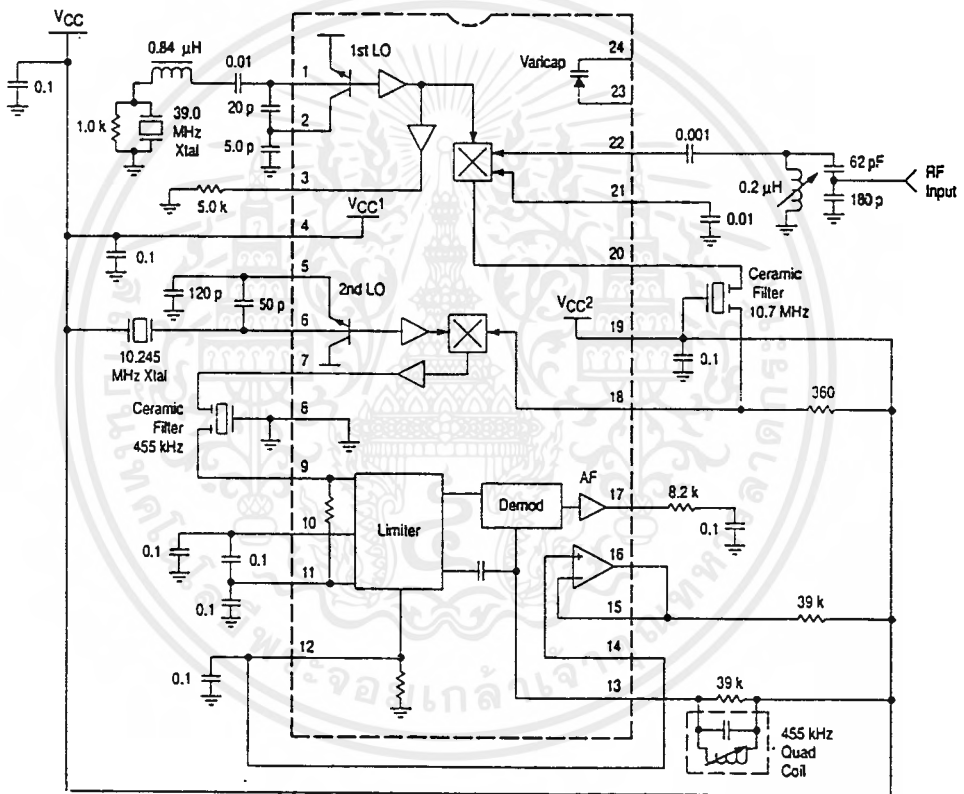 VCC
0.1
0.84 µH
0.01
1.0 k
39.0
MHz
Xtal
20 p
5.0 p
5.0 k
1
2
3
4
5
6
7
8
9
10
11
12
1st LO
VCC1
0.1
120 p
50 p
2nd LO
10.245
MHz Xtal
Ceramic
Filter
455 kHz
Limiter
Demod
AF
0.1
0.1
0.1
0.1
Varicap
24
23
22
21
20
19
18
17
16
15
14
13
0.001
62 pF
180 p
RF
Input
0.2 µH
0.01
Ceramic
Filter
10.7 MHz
VCC2
0.1
360
8.2 k
0.1
39 k
39 k
455 kHz
Quad
Coil